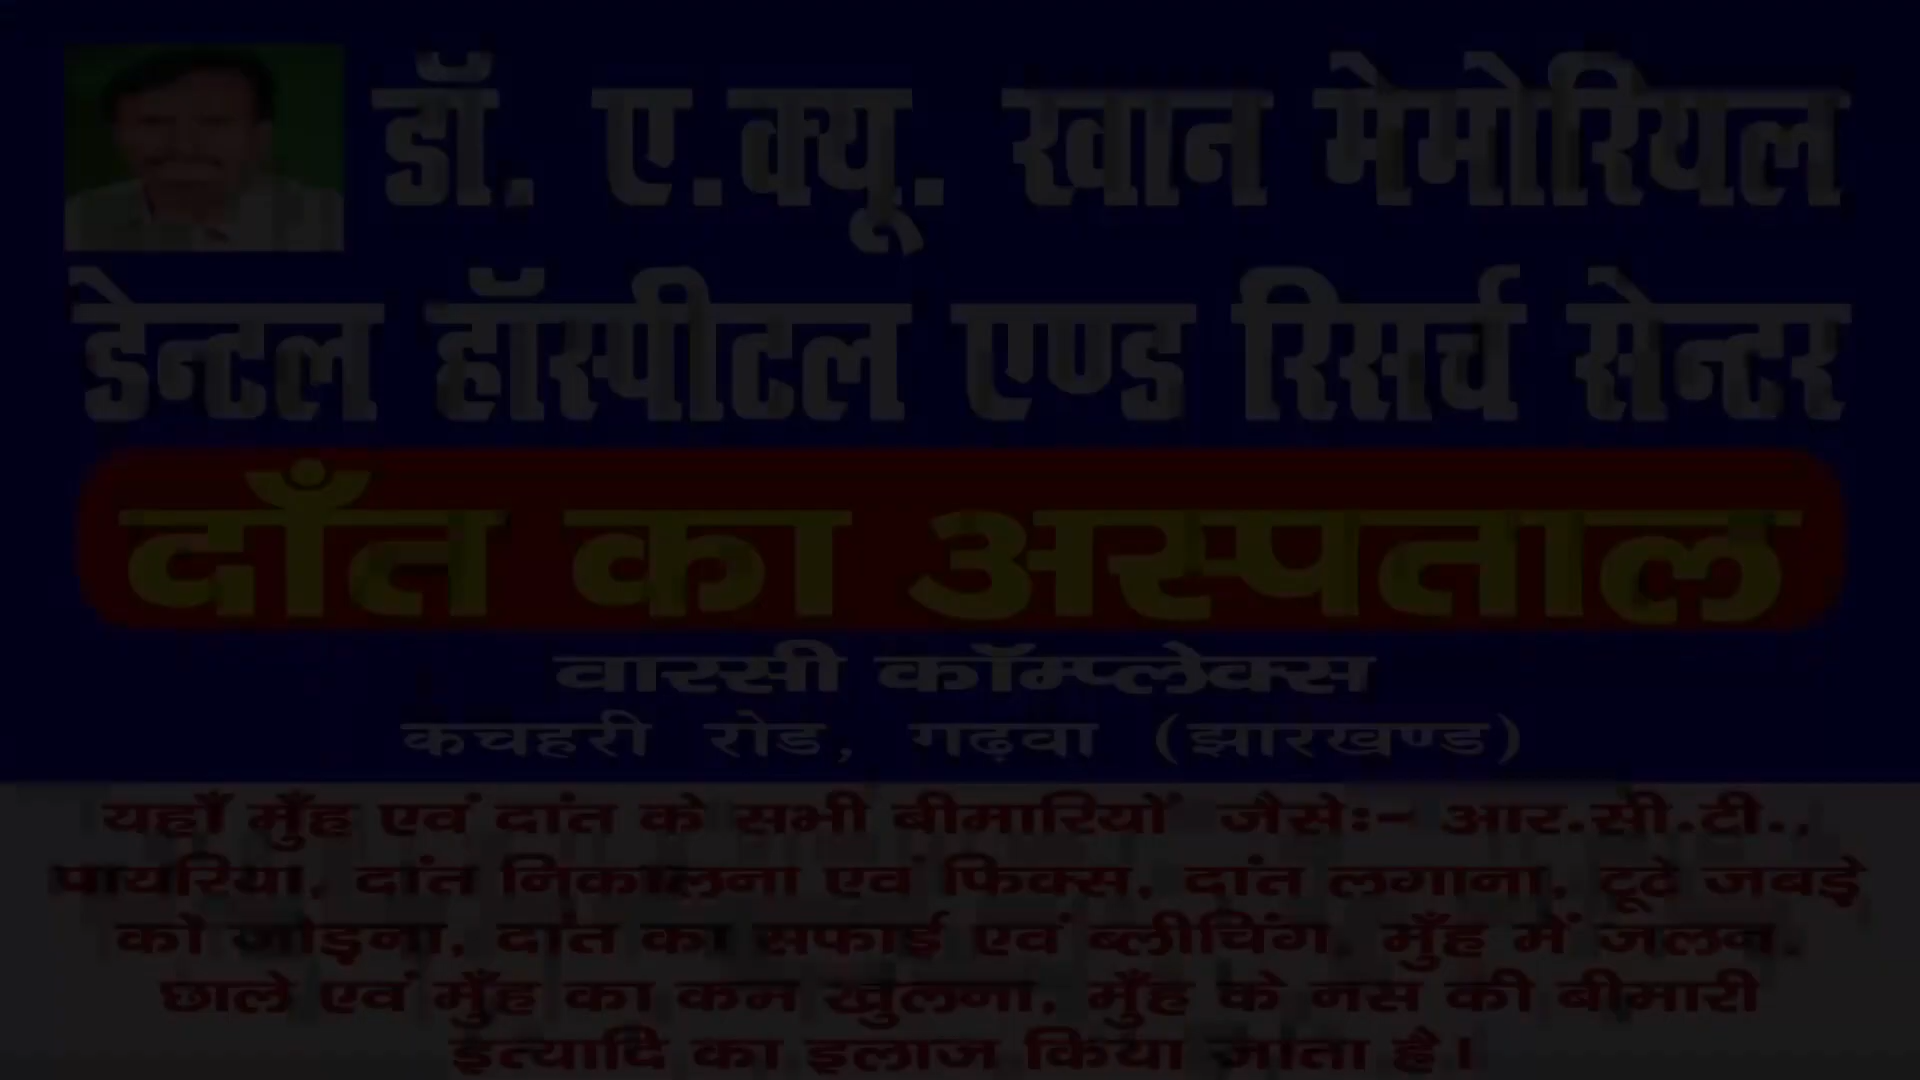 डॉ. ए.क्यू. खान मेमोरियल
डेन्टल हॉस्पीटल एण्ड रिसर्च सेन्टर
दाँत का अस्पताल
वारसी कॉम्प्लेक्स
कचहरी रोड, गढ़वा (झारखण्ड)
यहाँ मुँह एवं दांत के सभी बीमारियों जैसेः- आर.सी.टी.,
पायरिया, दांत निकालना एवं फिक्स, दांत लगाना, टूटे जबड़े
को जोड़ना, दांत का सफाई एवं ब्लीचिंग, मुँह में जलन,
छाले एवं मुँह का कम खुलना, मुँह के नस की बीमारी
इत्यादि का इलाज किया जाता है।